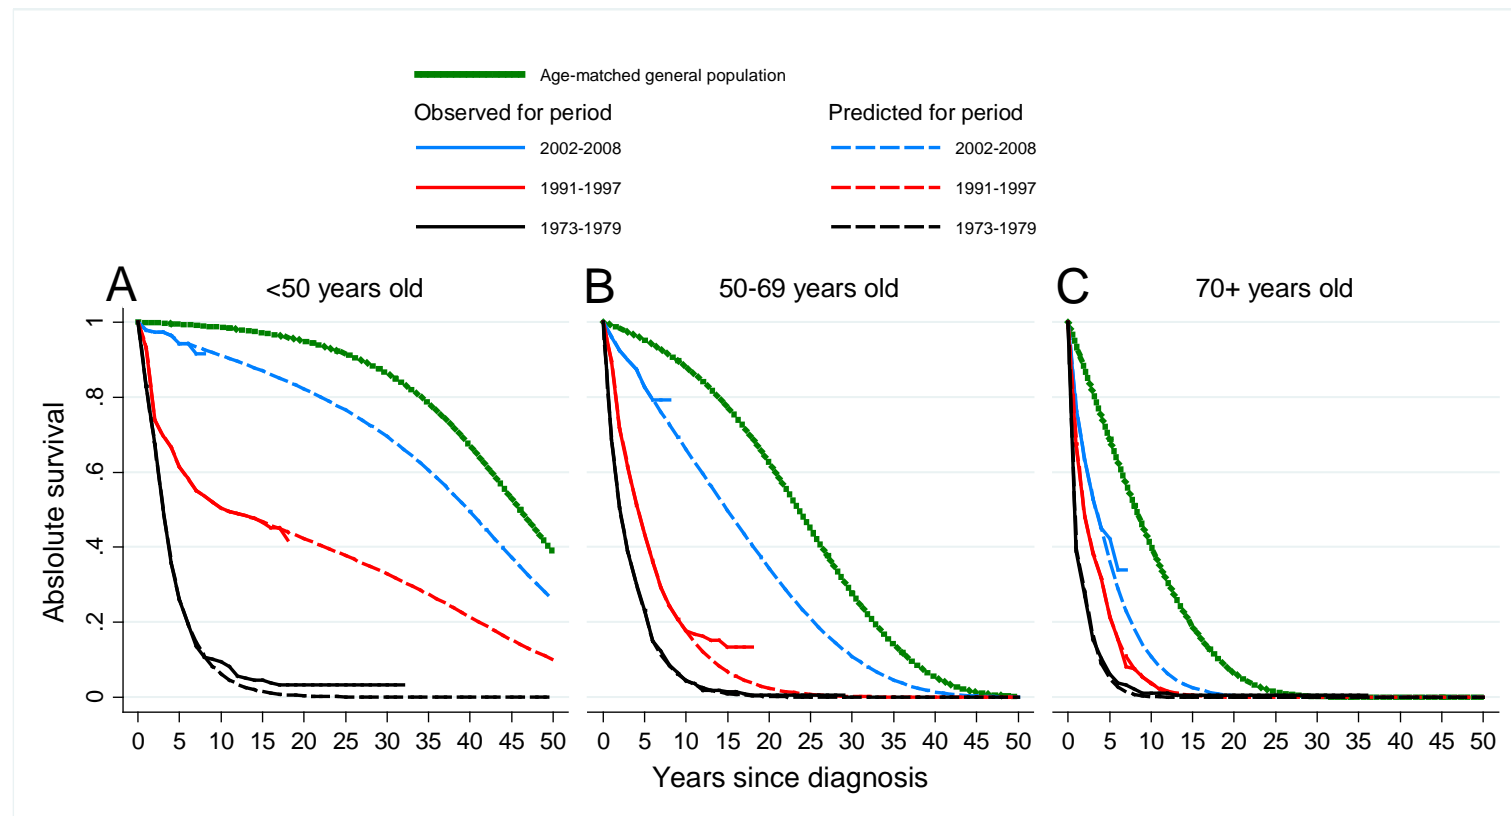 Age-matched general population
Observed for period Predicted for period
2002-2008 2002-2008
1991-1997 1991-1997
1973-1979 1973-1979
A <50 years old B 50-69 years old C 70+ years old
Abslolute survival
1
.8
.6
.4
.2
0
0 5 10 15 20 25 30 35 40 45 50 0 5 10 15 20 25 30 35 40 45 50 0 5 10 15 20 25 30 35 40 45 50
Years since diagnosis